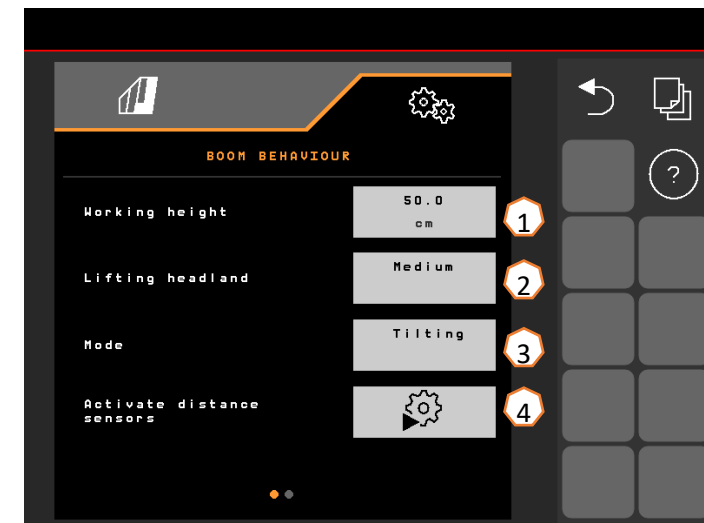 BOOM BEHAVIOUR
Working height
50.0
cm
1
Lifting headland
Medium
2
Mode
Tilting
3
Activate distance
sensors
4
?